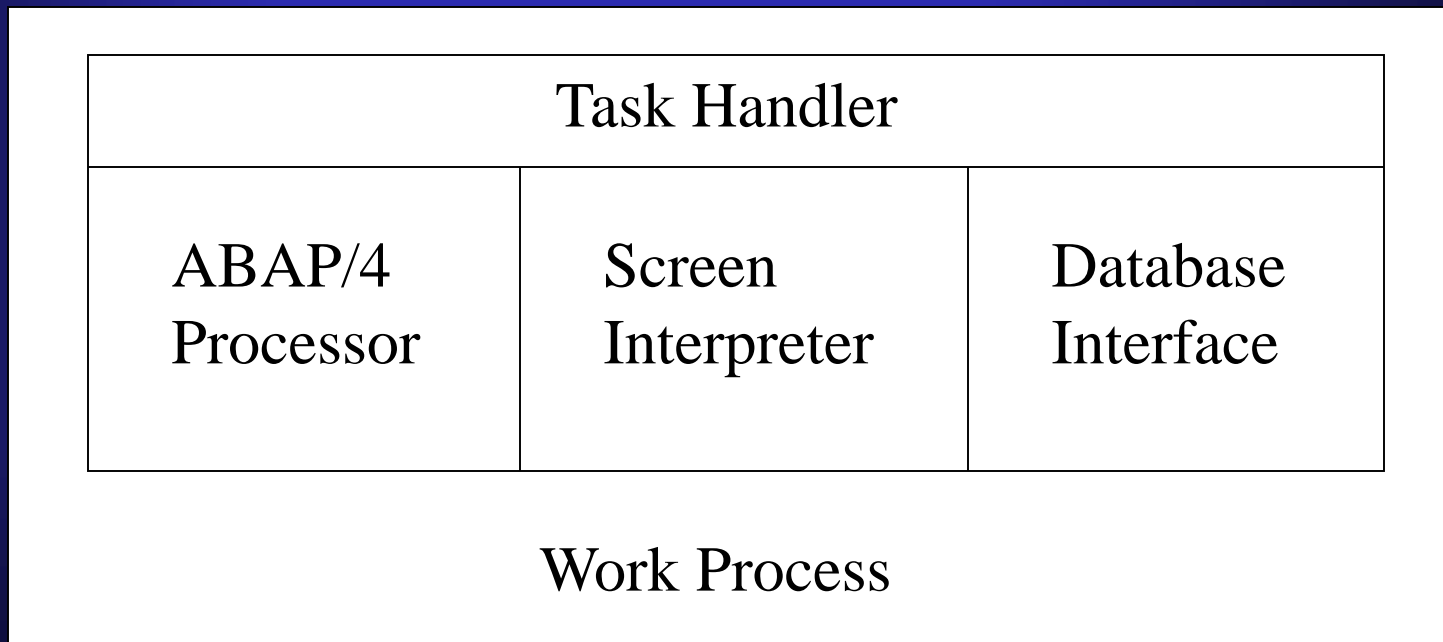 Task Handler
ABAP/4
Processor
Screen
Interpreter
Database
Interface
Work Process